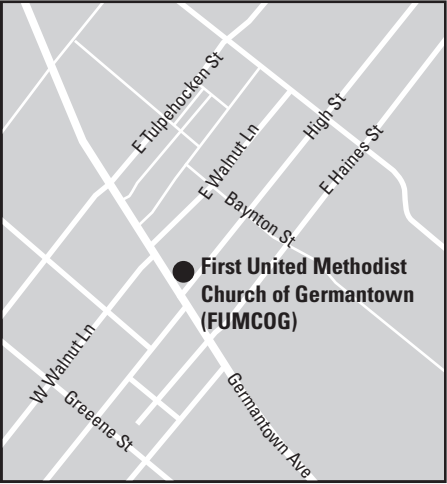 E Tulpehocken St
E Walnut Ln
High St
E Haines St
Baynton St
First United Methodist
Church of Germantown
(FUMCOG)
W Walnut Ln
Greeene St
Germantown Ave